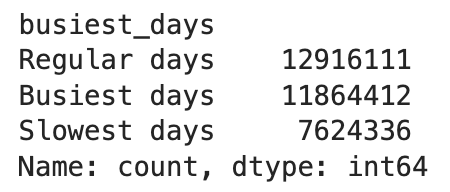 busiest_days
Regular days    12916111
Busiest days    11864412
Slowest days     7624336
Name: count, dtype: int64